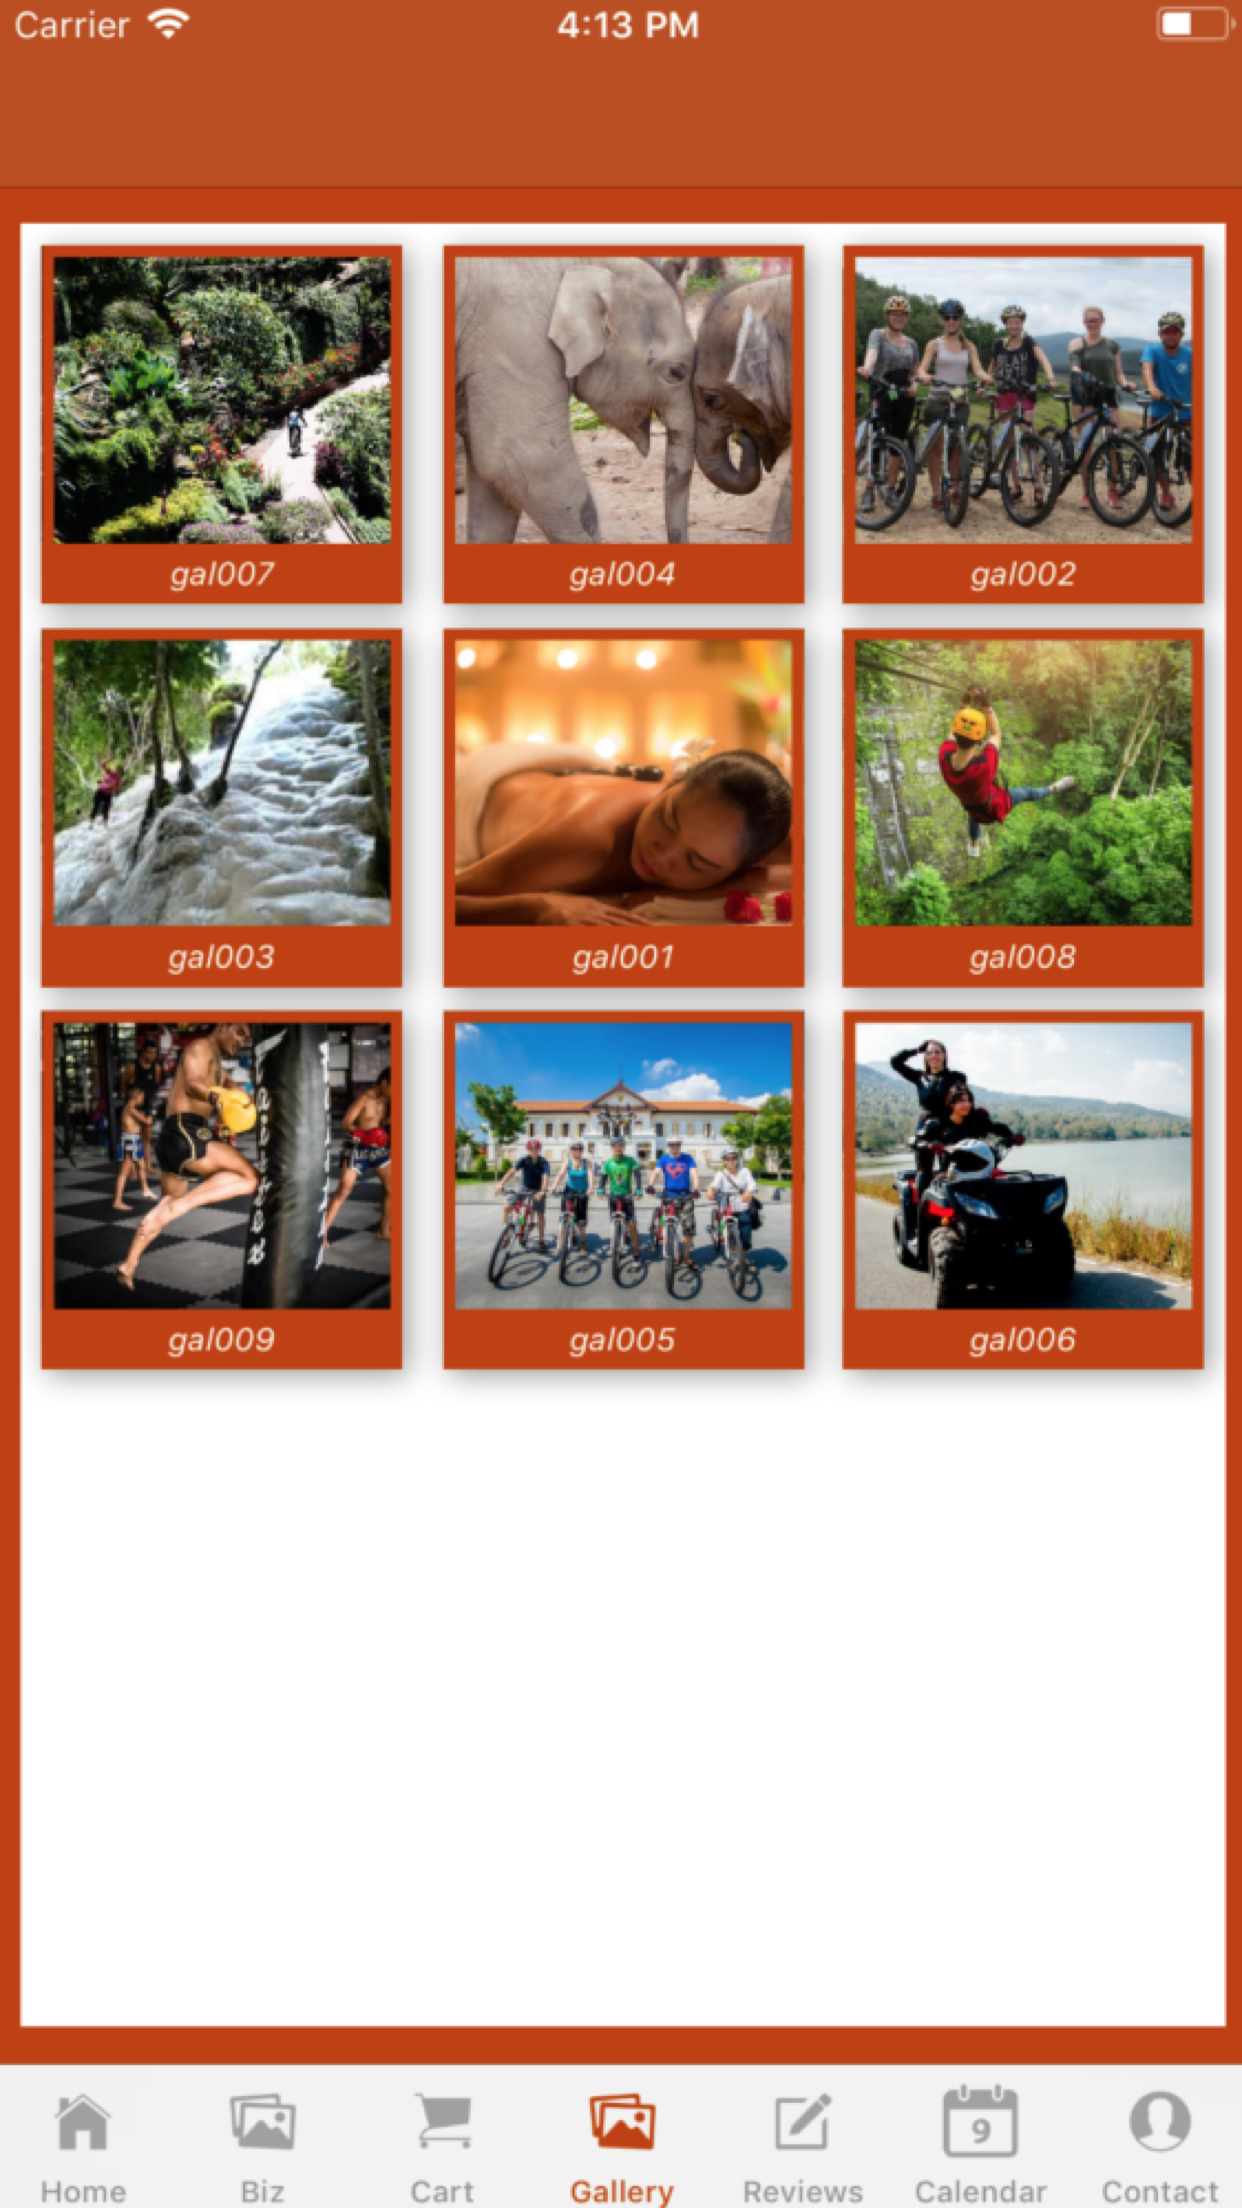 Carrier 4:13 PM
gal007 gal004 gal002
gal003 gal001 gal008
gal009 gal005 gal006
9
Home Biz Cart Gallery Reviews Calendar Contact